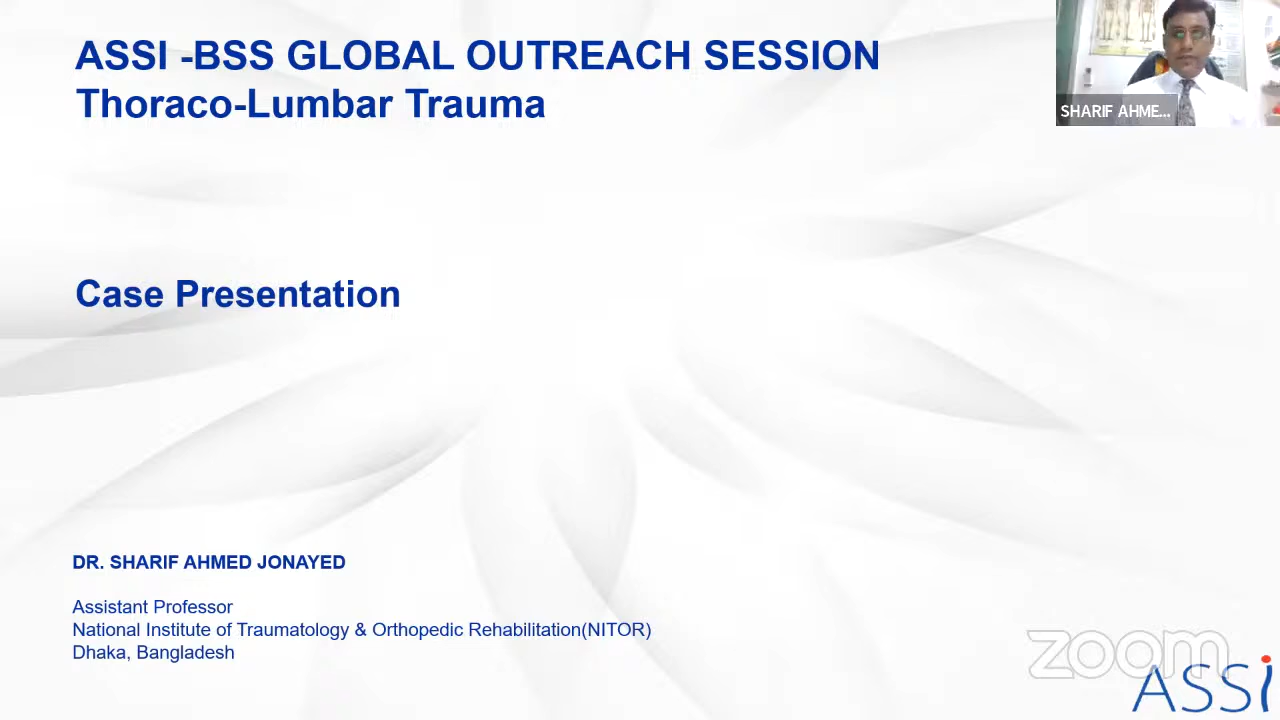 ASSI -BSS GLOBAL OUTREACH SESSION
Thoraco-Lumbar Trauma
SHARIF AHME...
Case Presentation
DR. SHARIF AHMED JONAYED
Assistant Professor
National Institute of Traumatology & Orthopedic Rehabilitation(NITOR)
Dhaka, Bangladesh
zoom
ASSi